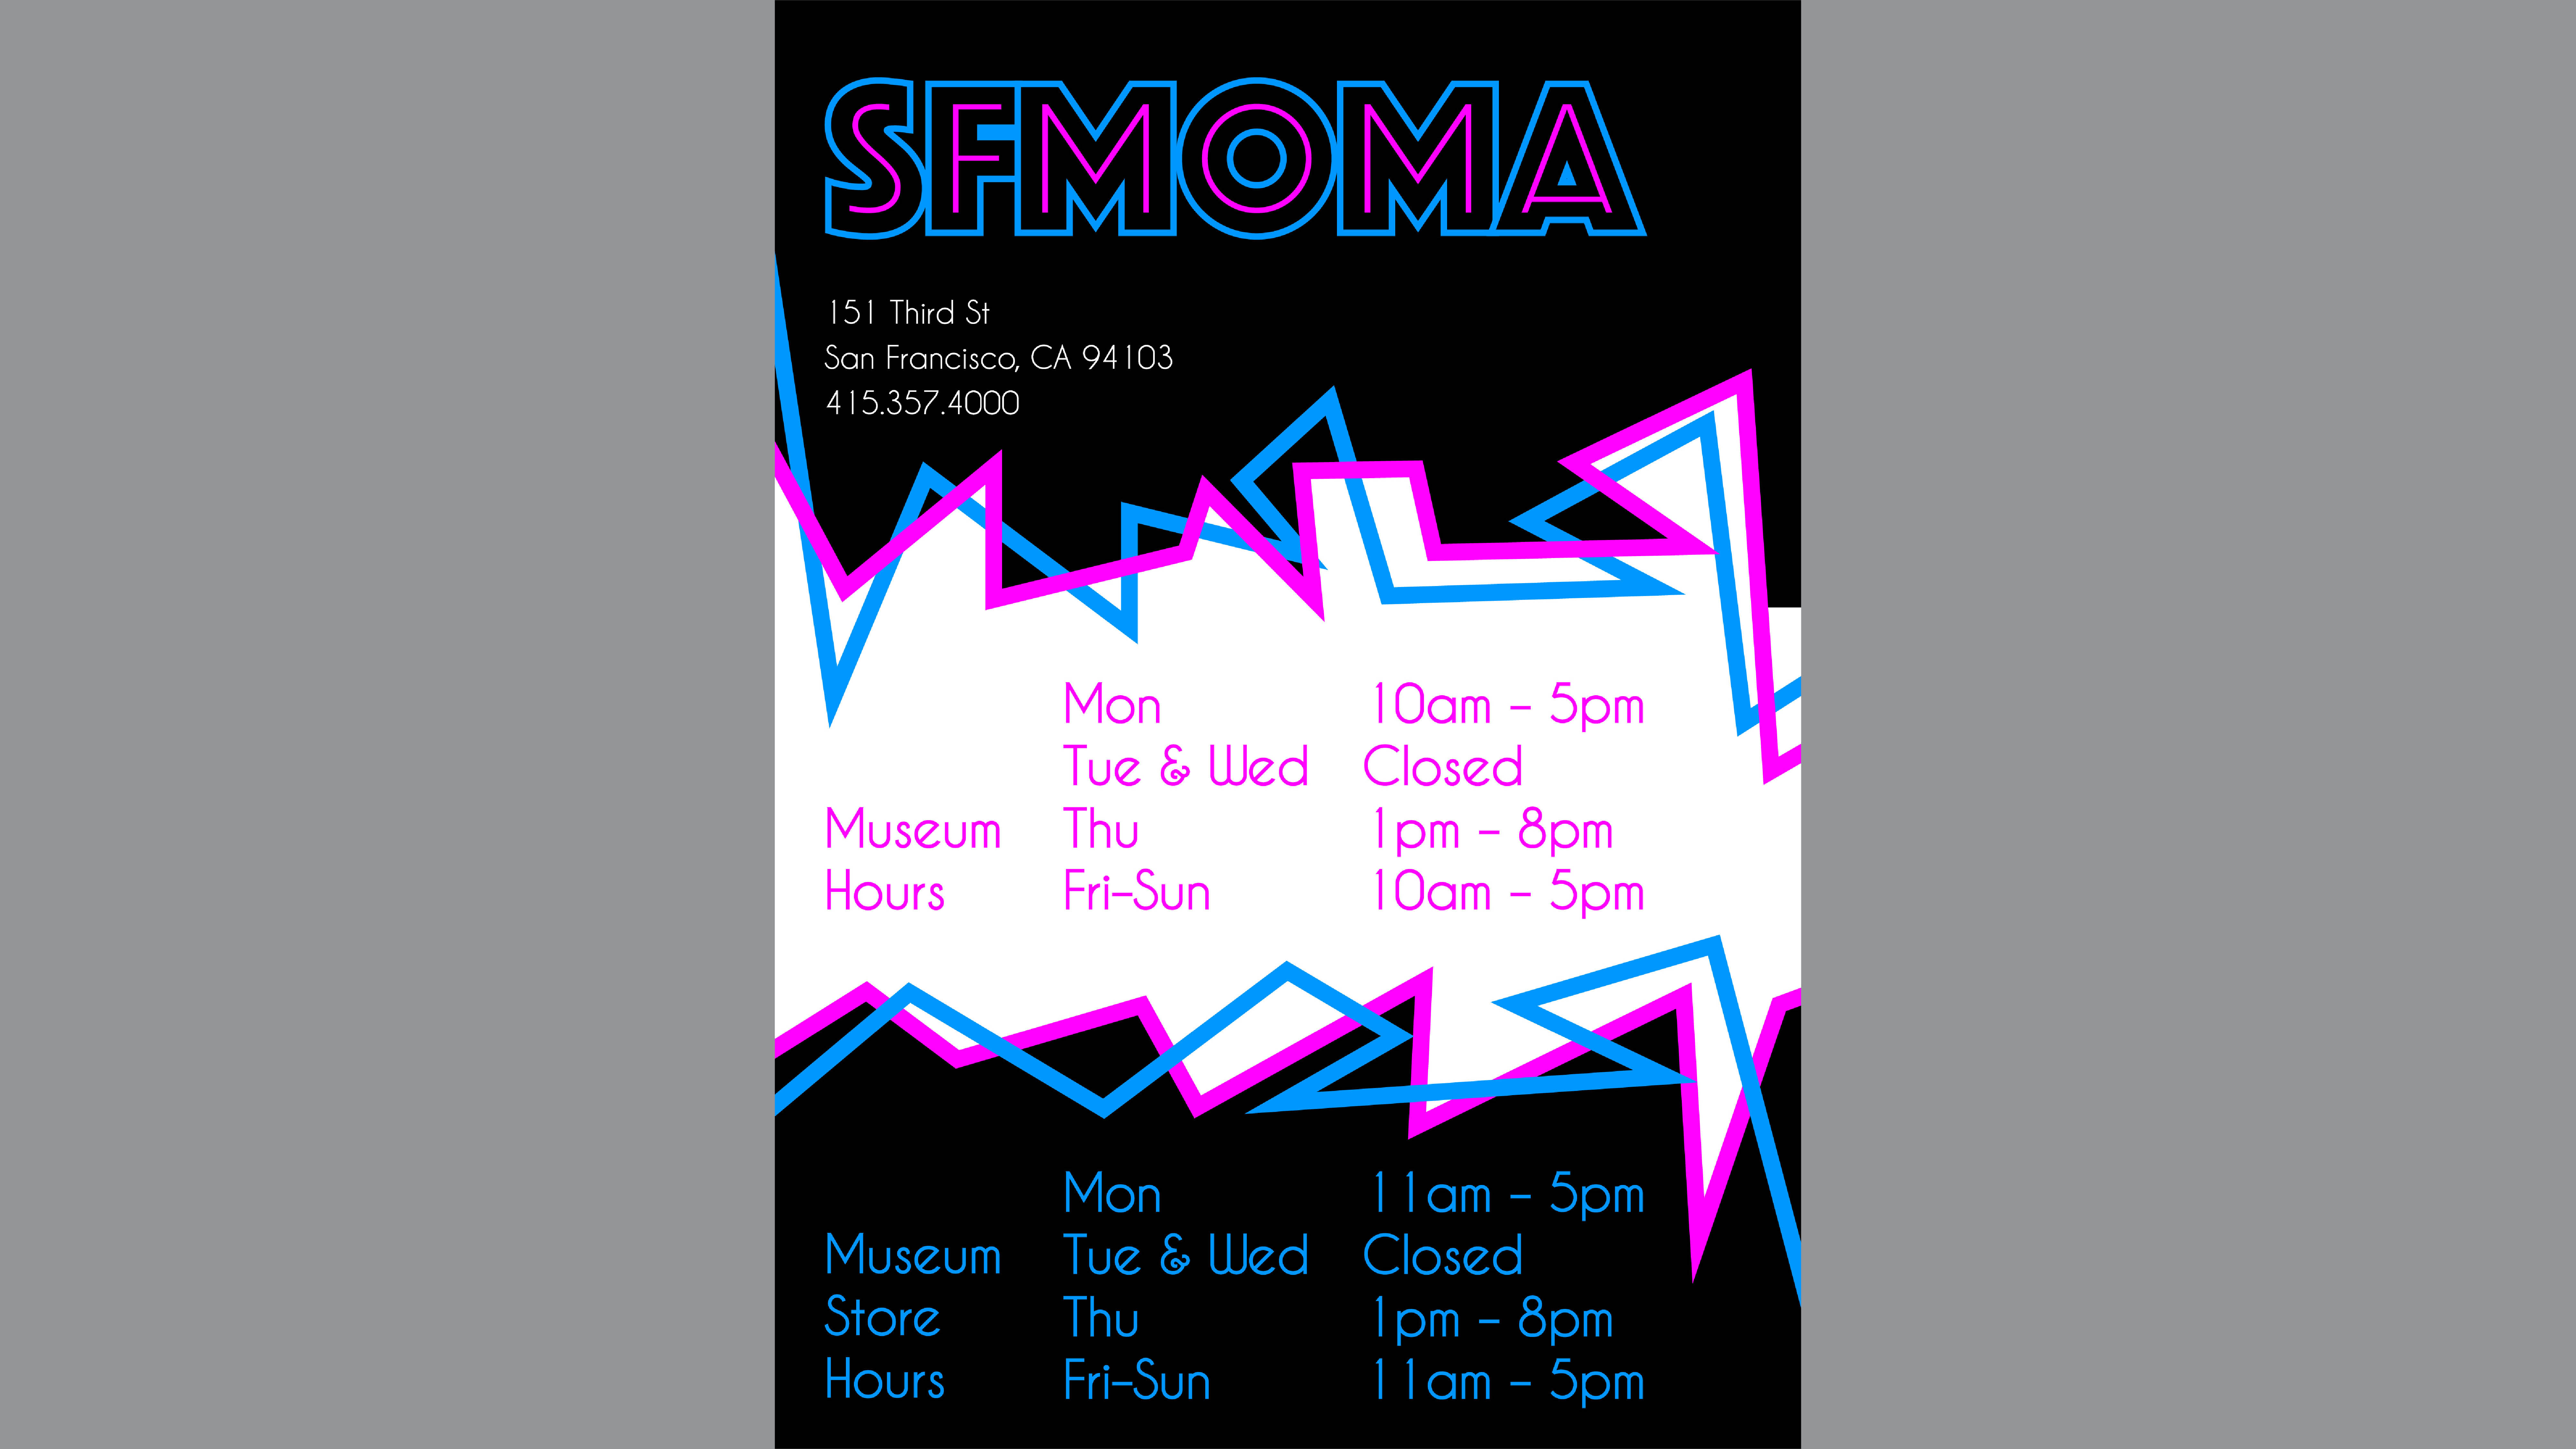 SFMOMA
151 Third St
San Francisco, CA 94103
415.357.4000
Mon 10am – 5pm
Tue & Wed Closed
Museum Thu 1pm – 8pm
Hours Fri–Sun 10am – 5pm
Mon 11am – 5pm
Museum Tue & Wed Closed
Store Thu 1pm – 8pm
Hours Fri–Sun 11am – 5pm